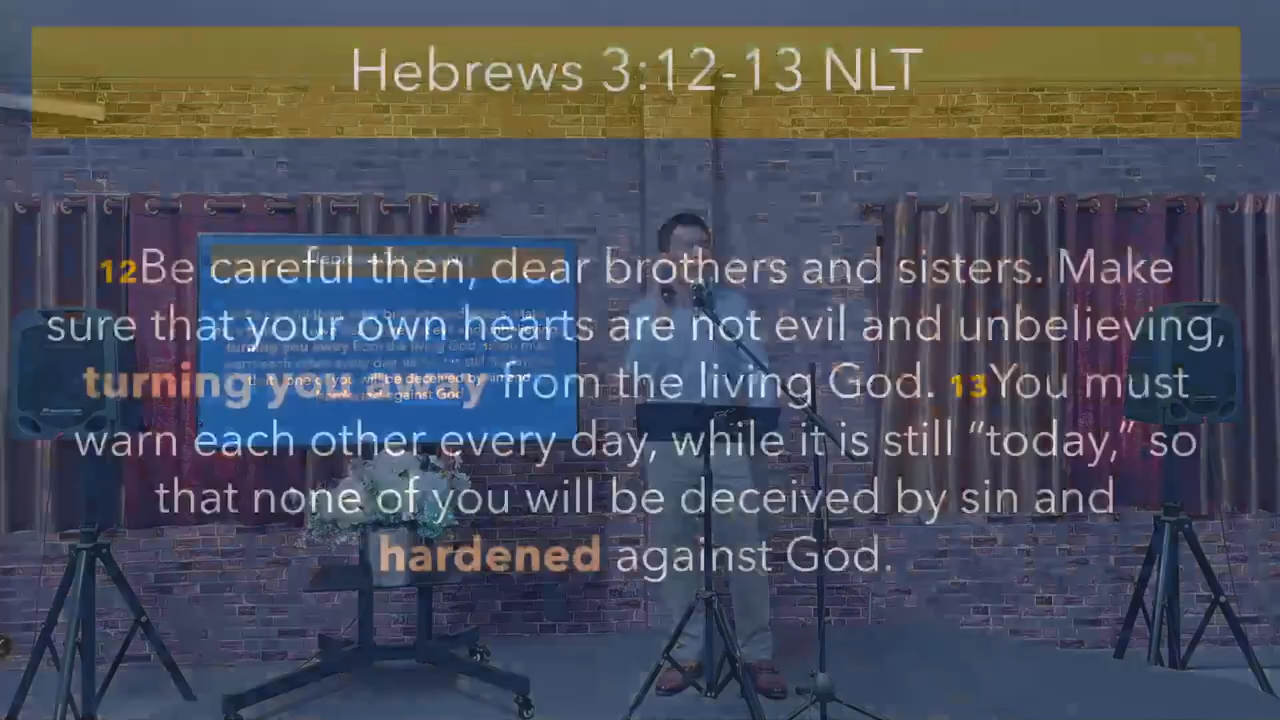 Hebrews 3:12-13 NLT
12Be careful then, dear brothers and sisters. Make
sure that your own hearts are not evil and unbelieving,
turning you away from the living God. 13You must
warn each other every day, while it is still “today,” so
that none of you will be deceived by sin and
hardened against God.